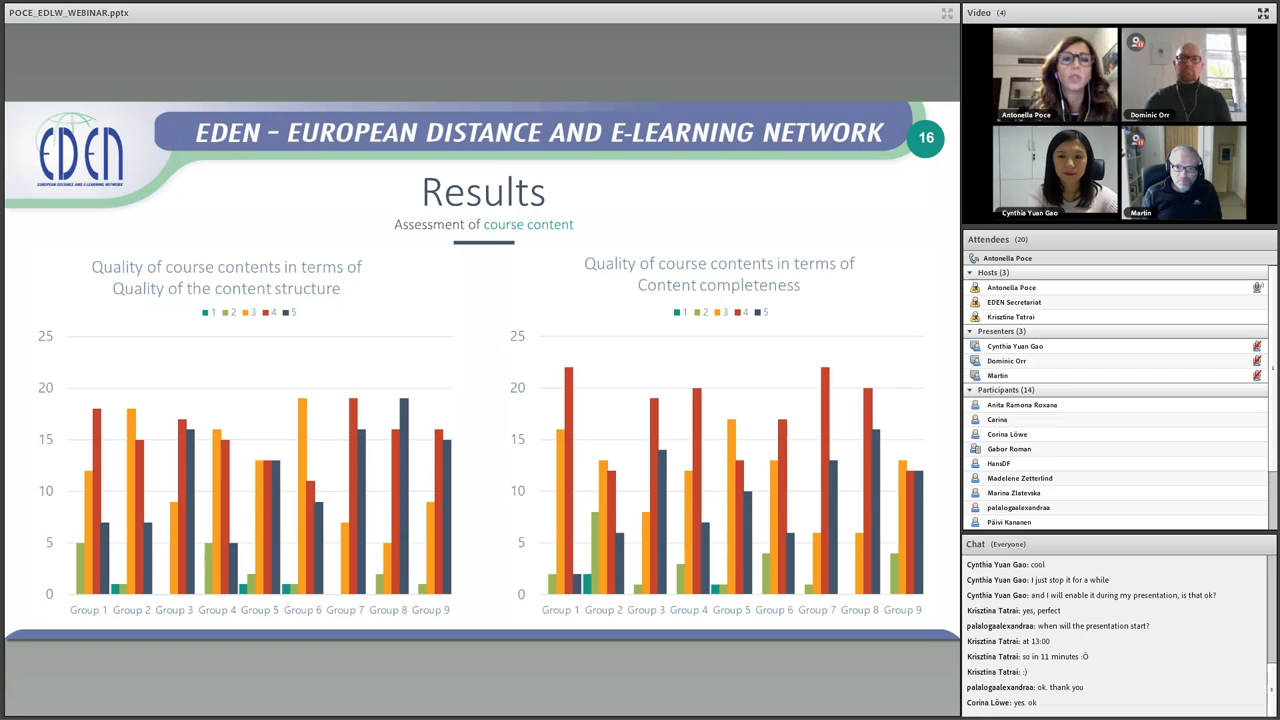 POCE_EDLW_WEBINAR.pptx
EDEN
EUROPEAN DISTANCE AND E-LEARNING NETWORK
EDEN – EUROPEAN DISTANCE AND E-LEARNING NETWORK
16
Results
Assessment of course content
Quality of course contents in terms of
Quality of the content structure
1 2 3 4 5
25
20
15
10
5
0
Group 1 Group 2 Group 3 Group 4 Group 5 Group 6 Group 7 Group 8 Group 9
Quality of course contents in terms of
Content completeness
1 2 3 4 5
25
20
15
10
5
0
Group 1 Group 2 Group 3 Group 4 Group 5 Group 6 Group 7 Group 8 Group 9
Video (4)
Antonella Poce
Dominic Orr
Cynthia Yuan Gao
Martin
Attendees (20)
Antonella Poce
Hosts (3)
Antonella Poce
EDEN Secretariat
Krisztina Tatrai
Presenters (3)
Cynthia Yuan Gao
Dominic Orr
Martin
Participants (14)
Anita Ramona Roxana
Carina
Corina Löwe
Gabor Roman
HansDF
Madelene Zetterlind
Marina Zlatevska
palalogaalexandraa
Päivi Kananen
Chat (Everyone)
Cynthia Yuan Gao: cool
Cynthia Yuan Gao: I just stop it for a while
Cynthia Yuan Gao: and I will enable it during my presentation, is that ok?
Krisztina Tatrai: yes, perfect
palalogaalexandraa: when will the presentation start?
Krisztina Tatrai: at 13:00
Krisztina Tatrai: so in 11 minutes :Ö
Krisztina Tatrai: :)
palalogaalexandraa: ok. thank you
Corina Löwe: yes. ok